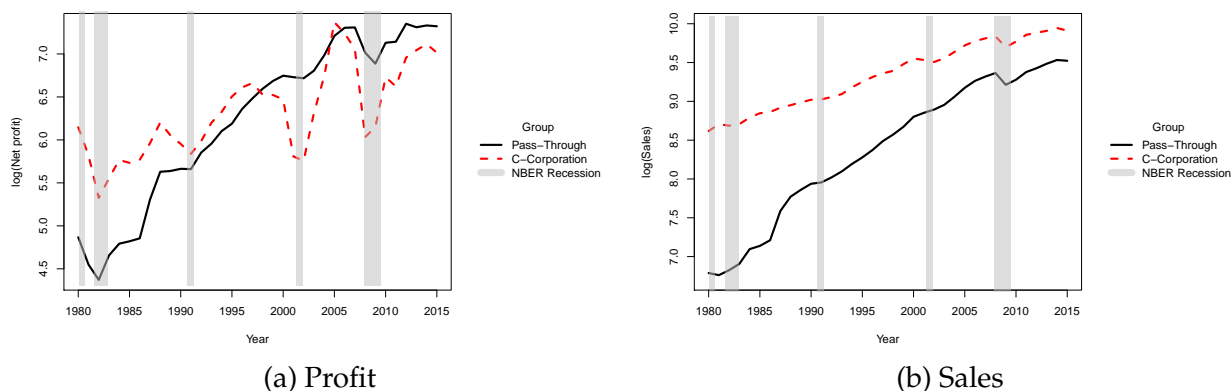 log(Net profit)
7.0
6.5
6.0
5.5
5.0
4.5
1980 1985 1990 1995 2000 2005 2010 2015
Year
Group
Pass−Through
C−Corporation
NBER Recession
(a) Profit
log(Sales)
10.0
9.5
9.0
8.5
8.0
7.5
7.0
1980 1985 1990 1995 2000 2005 2010 2015
Year
Group
Pass−Through
C−Corporation
NBER Recession
(b) Sales